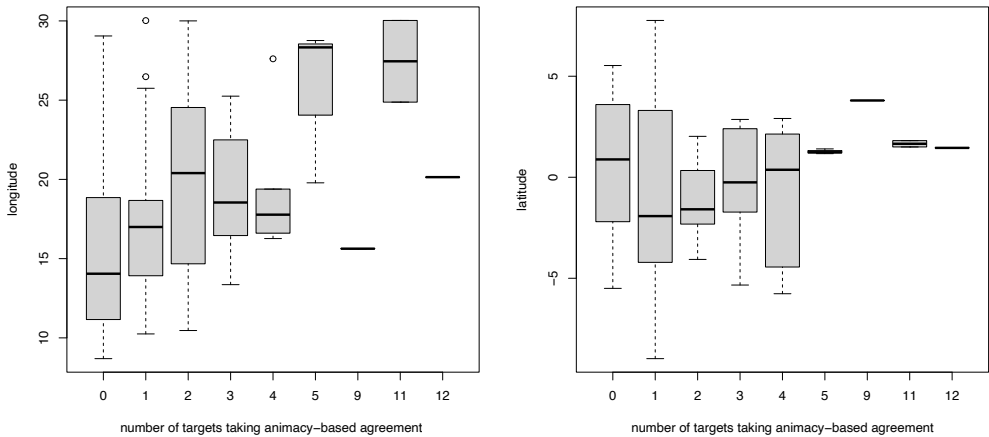 longitude
30
25
20
15
10
0 1 2 3 4 5 9 11 12
number of targets taking animacy−based agreement
latitude
5
0
−5
0 1 2 3 4 5 9 11 12
number of targets taking animacy−based agreement